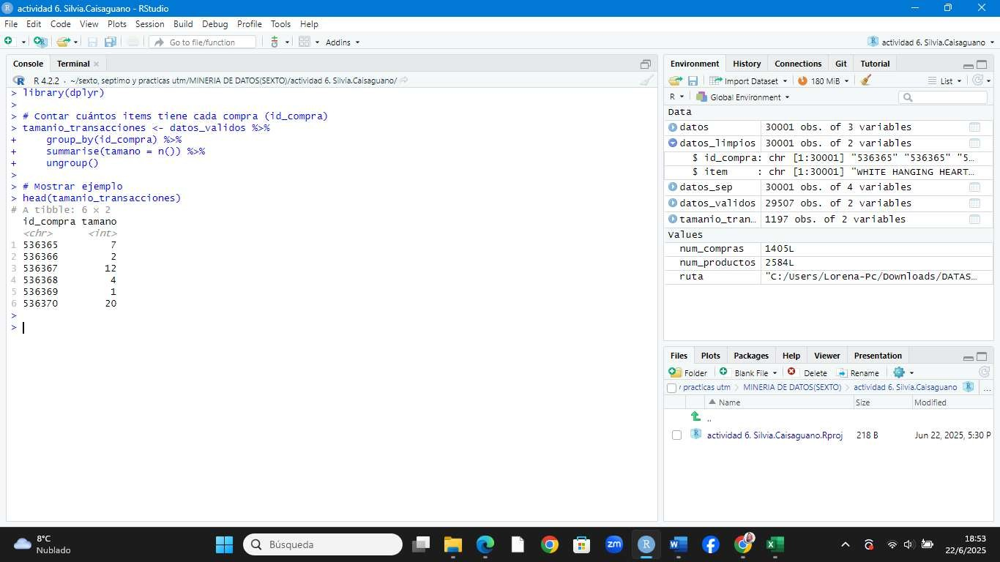 actividad 6. Silvia.Caisaguano - RStudio
File Edit Code View Plots Session Build Debug Profile Tools Help
Go to file/function Addins actividad 6. Silvia.Caisaguano
Console Terminal
R 4.2.2 · ~/sexto, septimo y practicas utm/MINERIA DE DATOS(SEXTO)/actividad 6. Silvia.Caisaguano/
> library(dplyr)
>
> # Contar cuántos items tiene cada compra (id_compra)
> tamanio_transacciones <- datos_validos %>%
+     group_by(id_compra) %>%
+     summarise(tamano = n()) %>%
+     ungroup()
>
> # Mostrar ejemplo
> head(tamanio_transacciones)
# A tibble: 6 × 2
  id_compra tamano
  <chr>      <int>
1 536365         7
2 536366         2
3 536367        12
4 536368         4
5 536369         1
6 536370        20
>
>
Environment History Connections Git Tutorial
Import Dataset 180 MiB List
R Global Environment
Data
datos 30001 obs. of 3 variables
datos_limpios 30001 obs. of 2 variables
$ id_compra: chr [1:30001] "536365" "536365" "5…
$ item : chr [1:30001] "WHITE HANGING HEART…
datos_sep 30001 obs. of 4 variables
datos_validos 29507 obs. of 2 variables
tamanio_tran… 1197 obs. of 2 variables
Values
num_compras 1405L
num_productos 2584L
ruta "C:/Users/Lorena-Pc/Downloads/DATAS…
Files Plots Packages Help Viewer Presentation
Folder Blank File Delete Rename
practicas utm MINERIA DE DATOS(SEXTO) actividad 6. Silvia.Caisaguano ...
Name Size Modified
..
actividad 6. Silvia.Caisaguano.Rproj 218 B Jun 22, 2025, 5:30 P
8°C
Nublado
Búsqueda
zm
18:53
22/6/2025